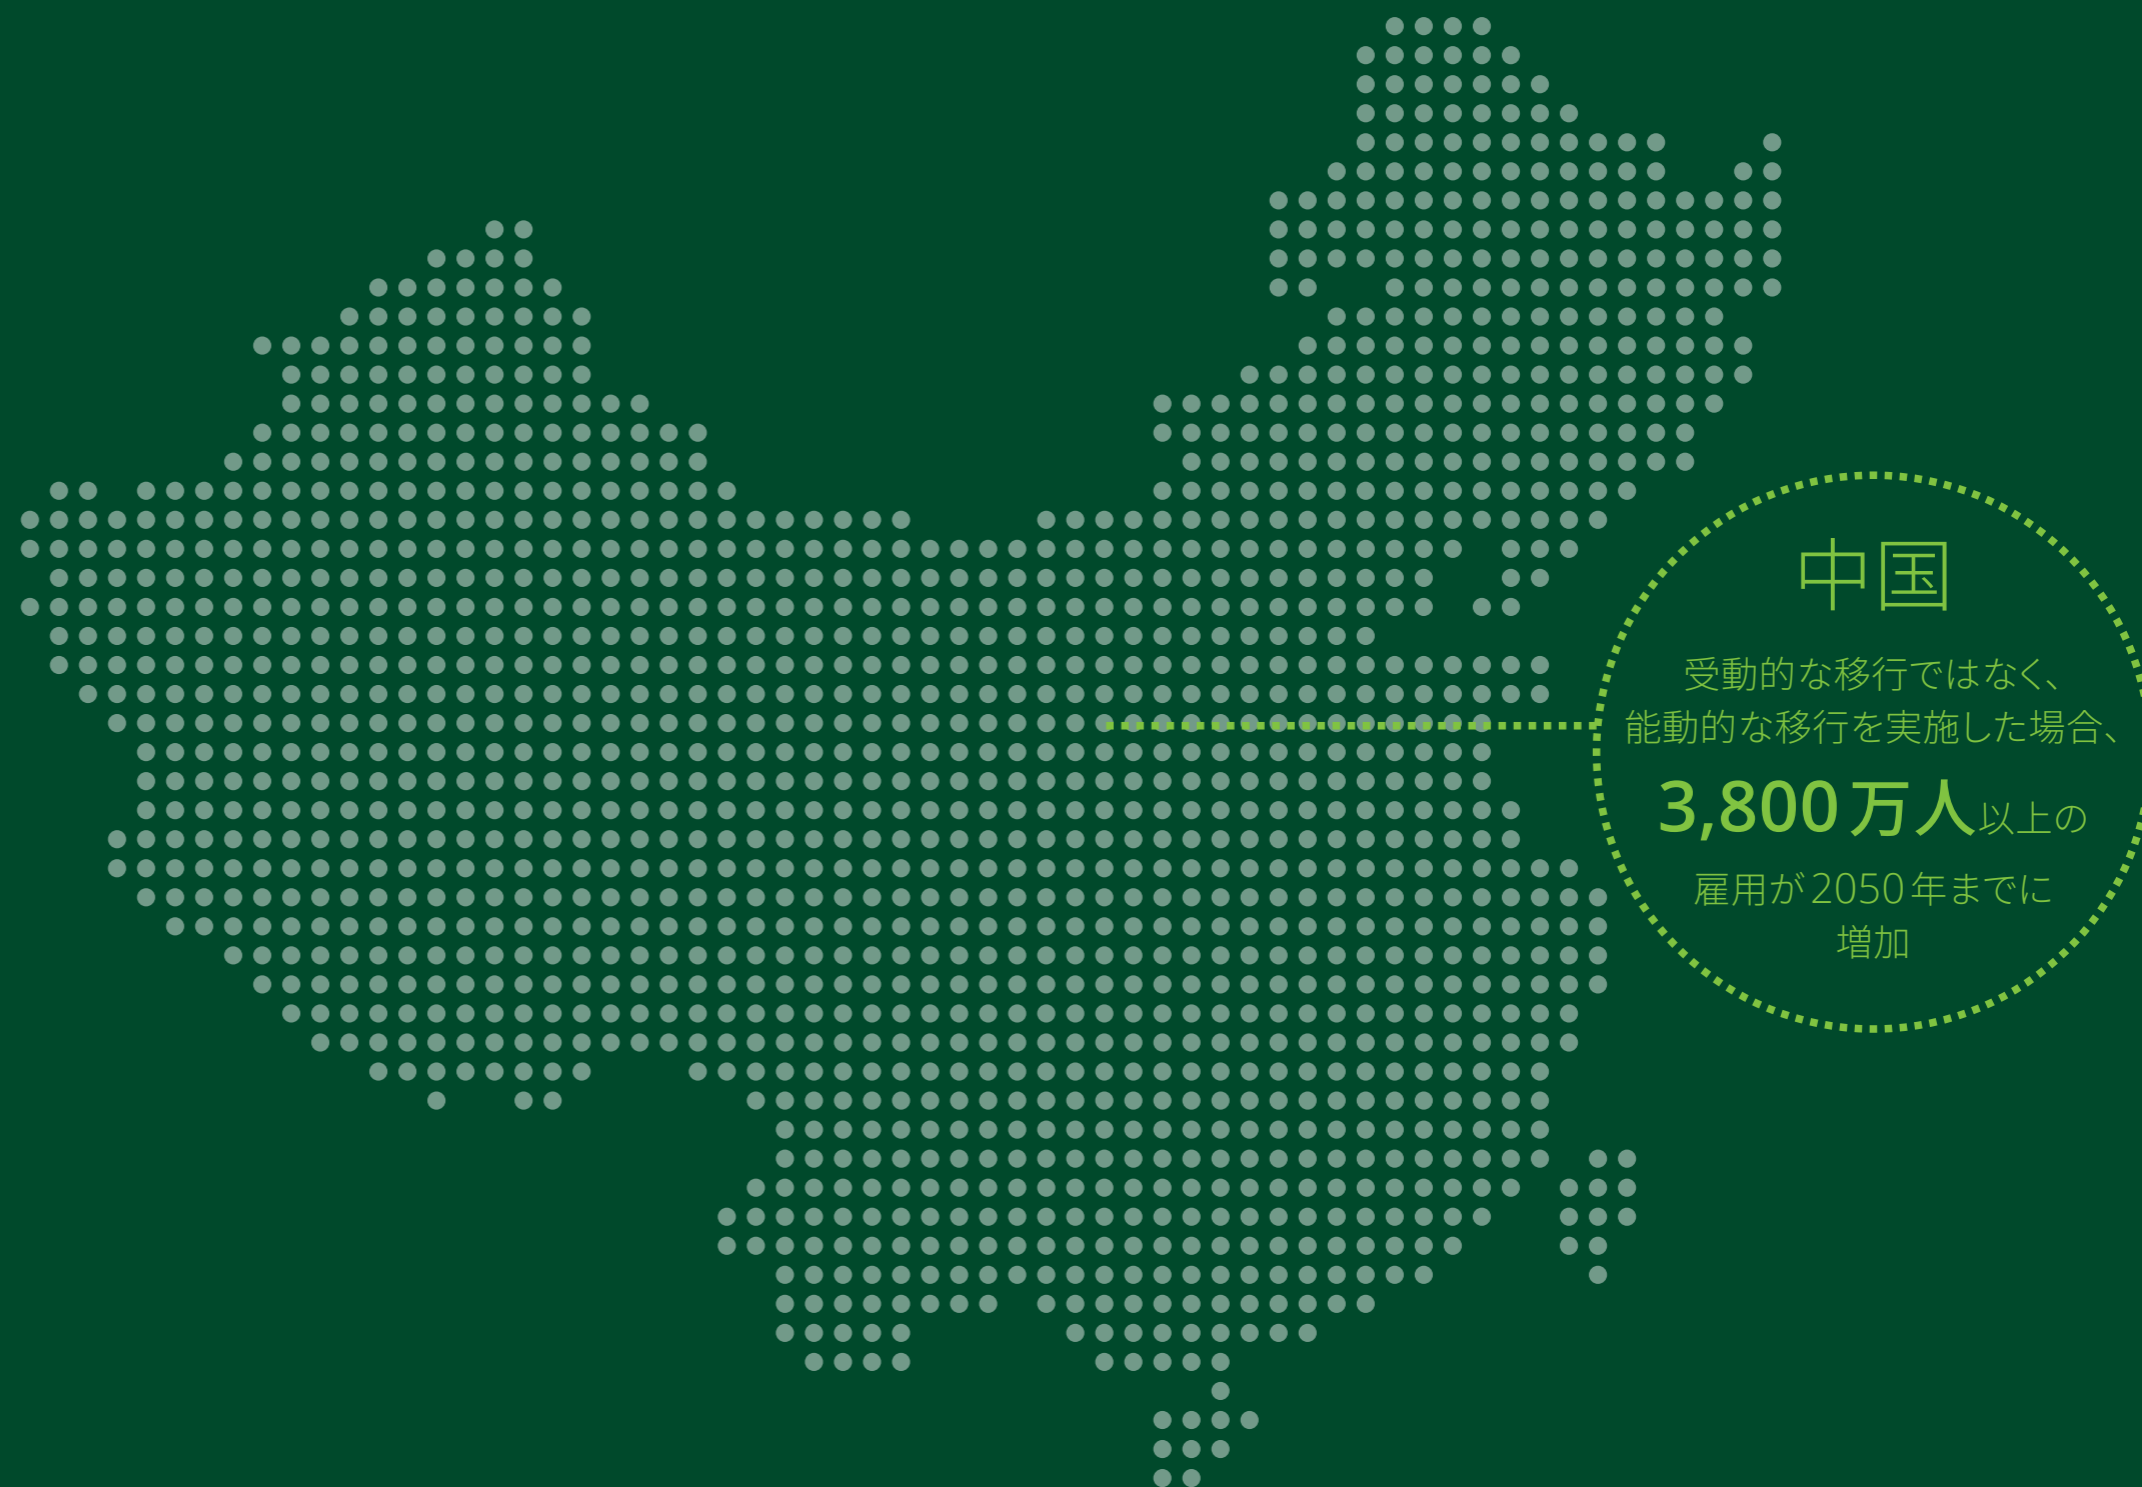 中国
受動的な移行ではなく、
能動的な移行を実施した場合、
3,800万人以上の
雇用が2050年までに
増加